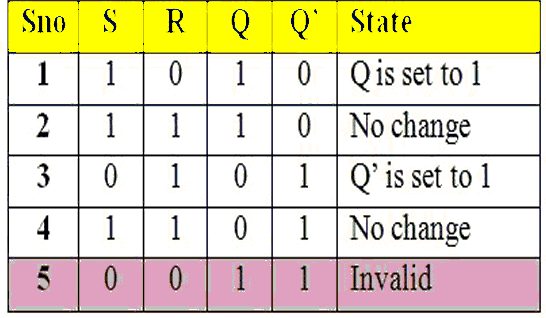 Sno S R Q Q` State
1 1 0 1 0 Q is set to 1
2 1 1 1 0 No change
3 0 1 0 1 Q’ is set to 1
4 1 1 0 1 No change
5 0 0 1 1 Invalid